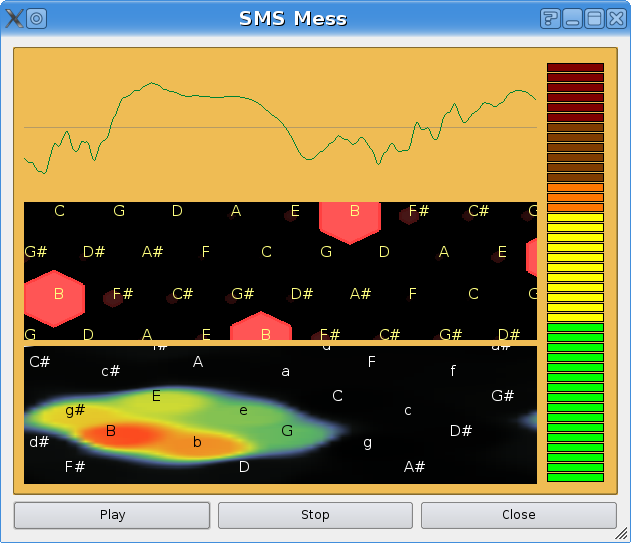 SMS Mess
C G D A E B F# C# G
G# D# A# F C G D A E
B F# C# G# D# A# F C G
G D A E B F# C# G# D#
C# c# A a F f
g# E e C c G#
d# B b G g D#
F# D A#
Play Stop Close